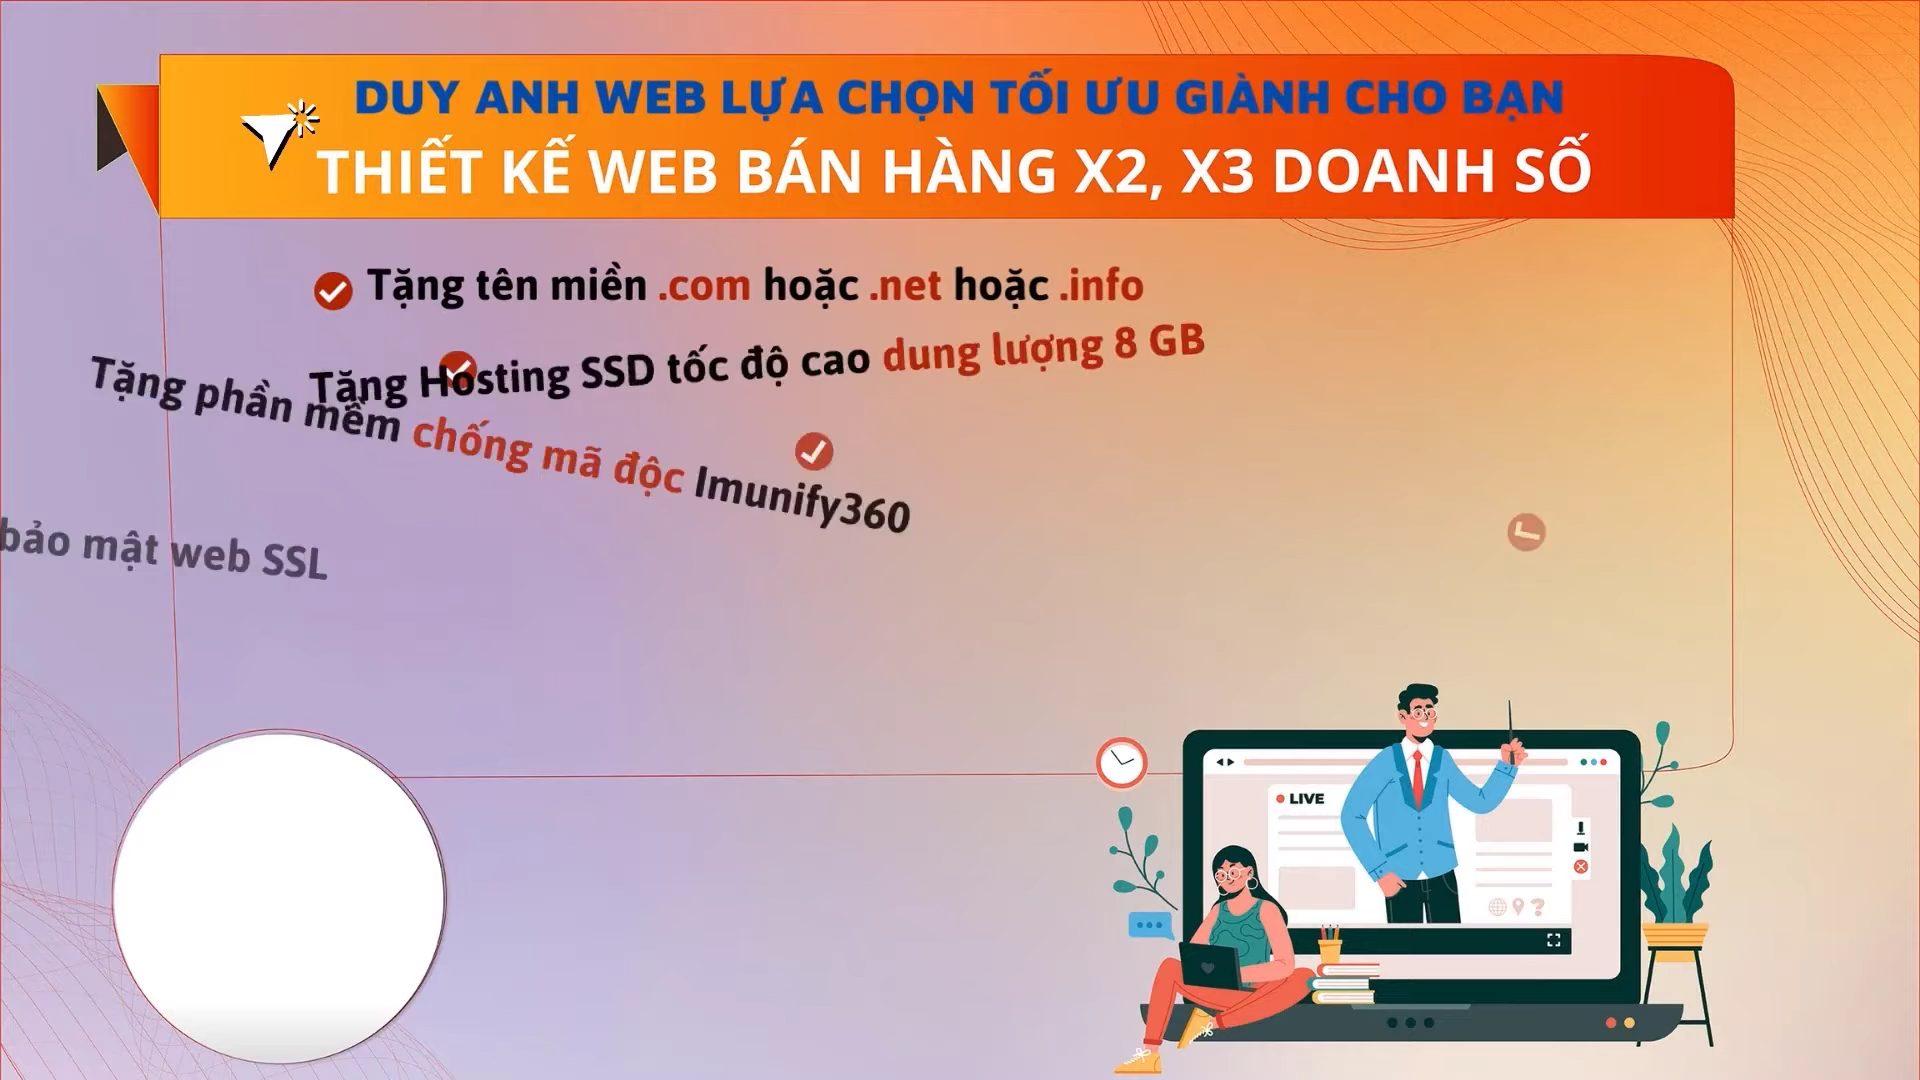 DUY ANH WEB LỰA CHỌN TỐI ƯU GIÀNH CHO BẠN
THIẾT KẾ WEB BÁN HÀNG X2, X3 DOANH SỐ
Tặng tên miền .com hoặc .net hoặc .info
Tặng Hosting SSD tốc độ cao dung lượng 8 GB
Tặng phần mềm chống mã độc Imunify360
bảo mật web SSL
LIVE